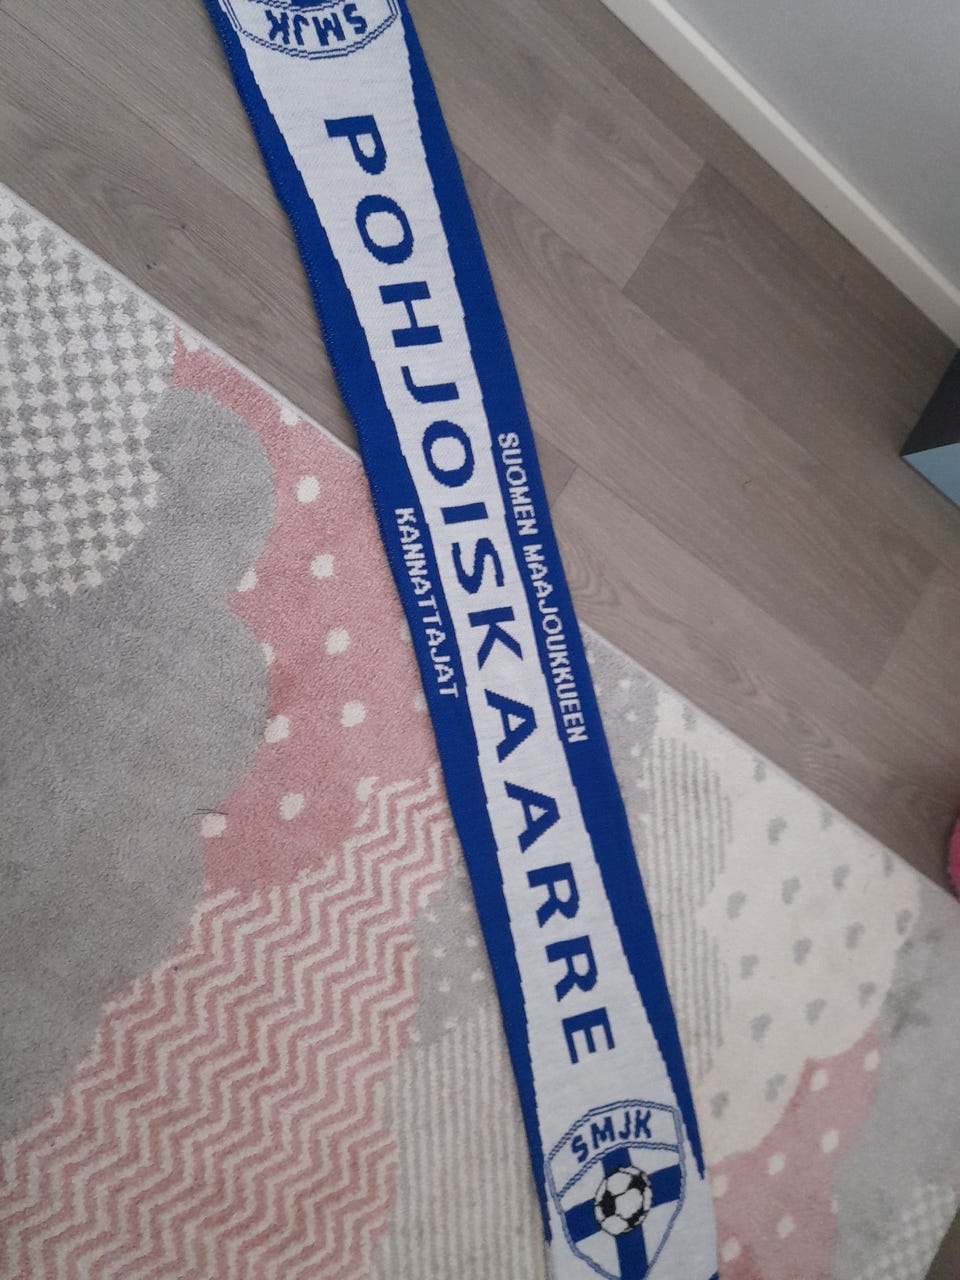 SMJK
SUOMEN MAAJOUKKUEEN
POHJOISKAARRE
KANNATTAJAT
SMJK